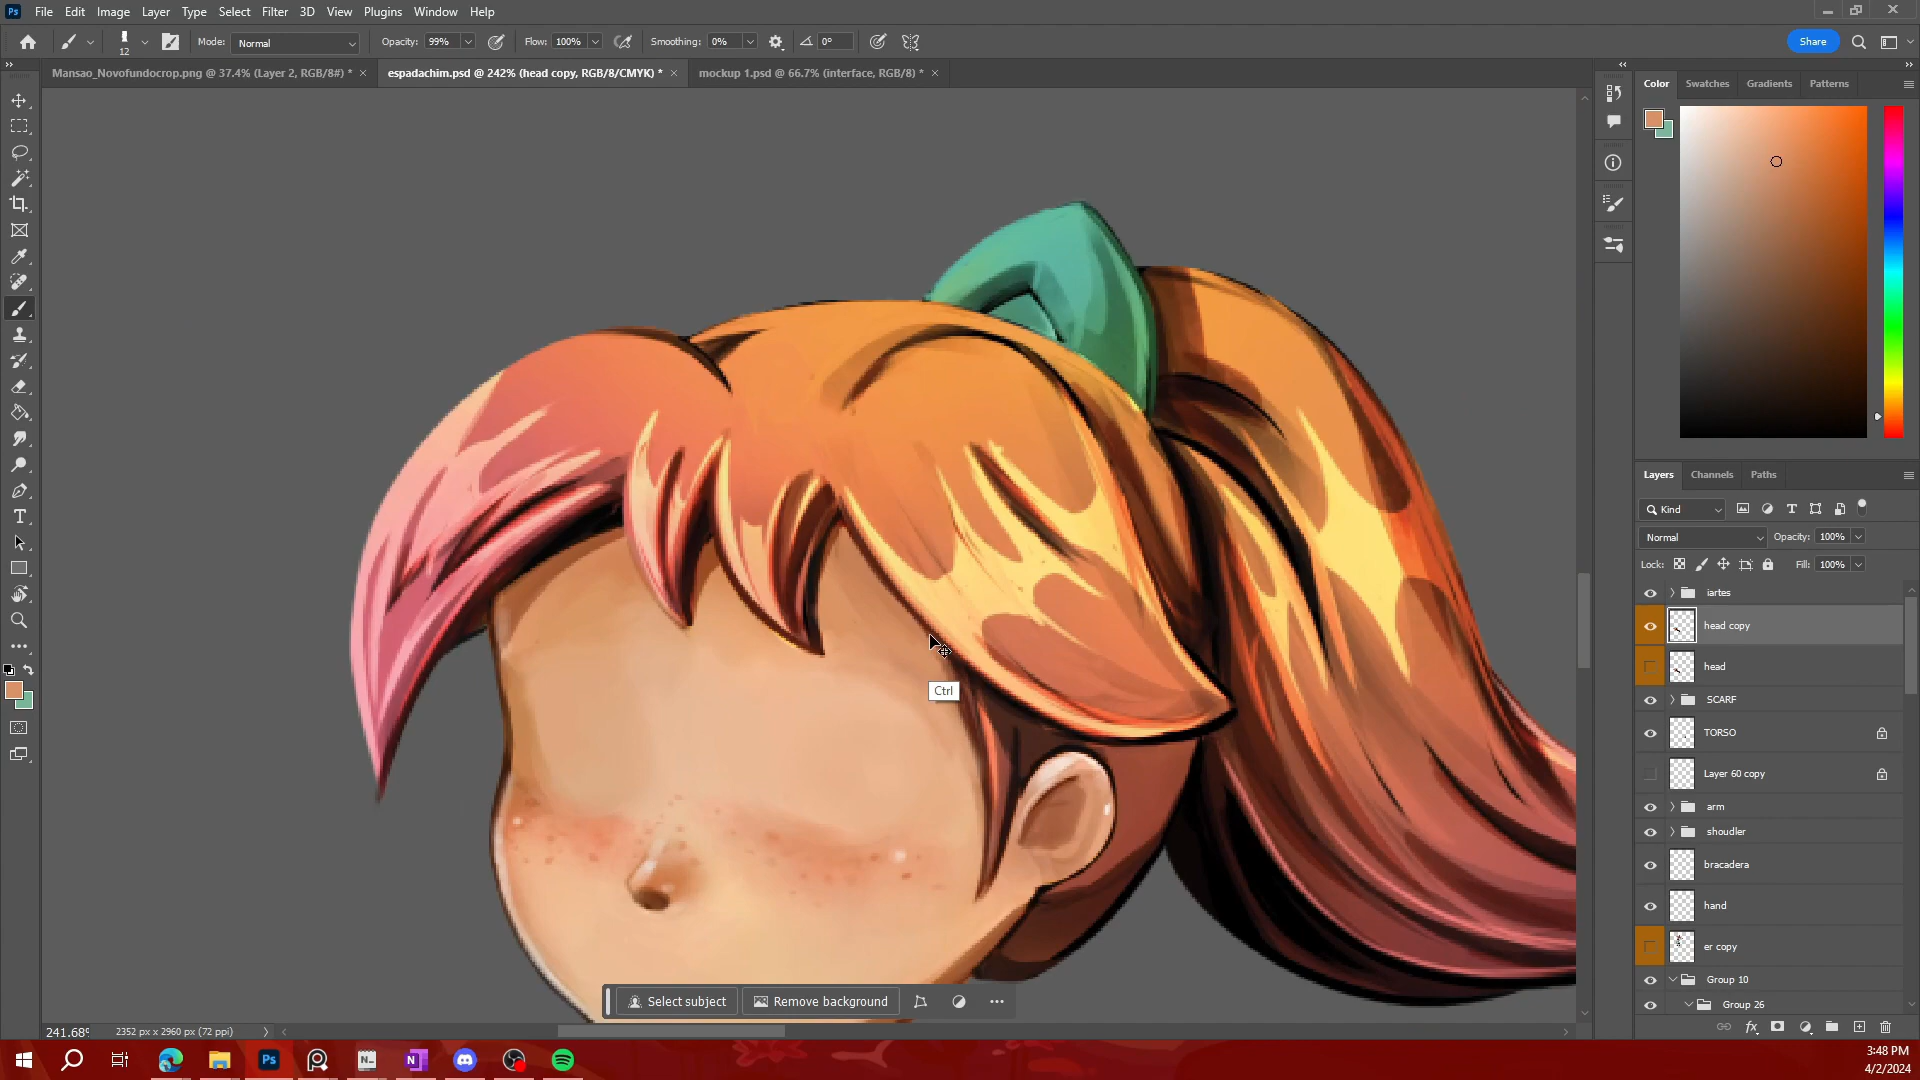 Ps File Edit Image Layer Type Select Filter 3D View Plugins Window Help
12 Mode: Normal Opacity: 99% Flow: 100% Smoothing: 0% 0° Share
Mansao_Novofundocrop.png @ 37.4% (Layer 2, RGB/8#) * espadachim.psd @ 242% (head copy, RGB/8/CMYK) * mockup 1.psd @ 66.7% (interface, RGB/8) *
Color Swatches Gradients Patterns
Layers Channels Paths
Kind
Normal Opacity: 100%
Lock: Fill: 100%
iartes
head copy
head
SCARF
TORSO
Layer 60 copy
arm
shoudler
bracadera
hand
er copy
Group 10
Group 26
Ctrl
Select subject Remove background
241.68% 2352 px x 2960 px (72 ppi)
Ps N
3:48 PM
4/2/2024